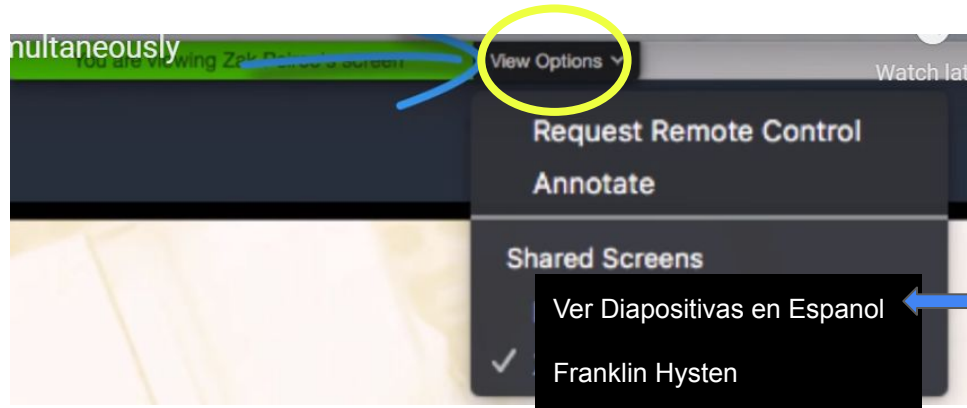 multaneously
You are viewing Zak screen
View Options
Watch lat
Request Remote Control
Annotate
Shared Screens
Ver Diapositivas en Espanol
Franklin Hysten